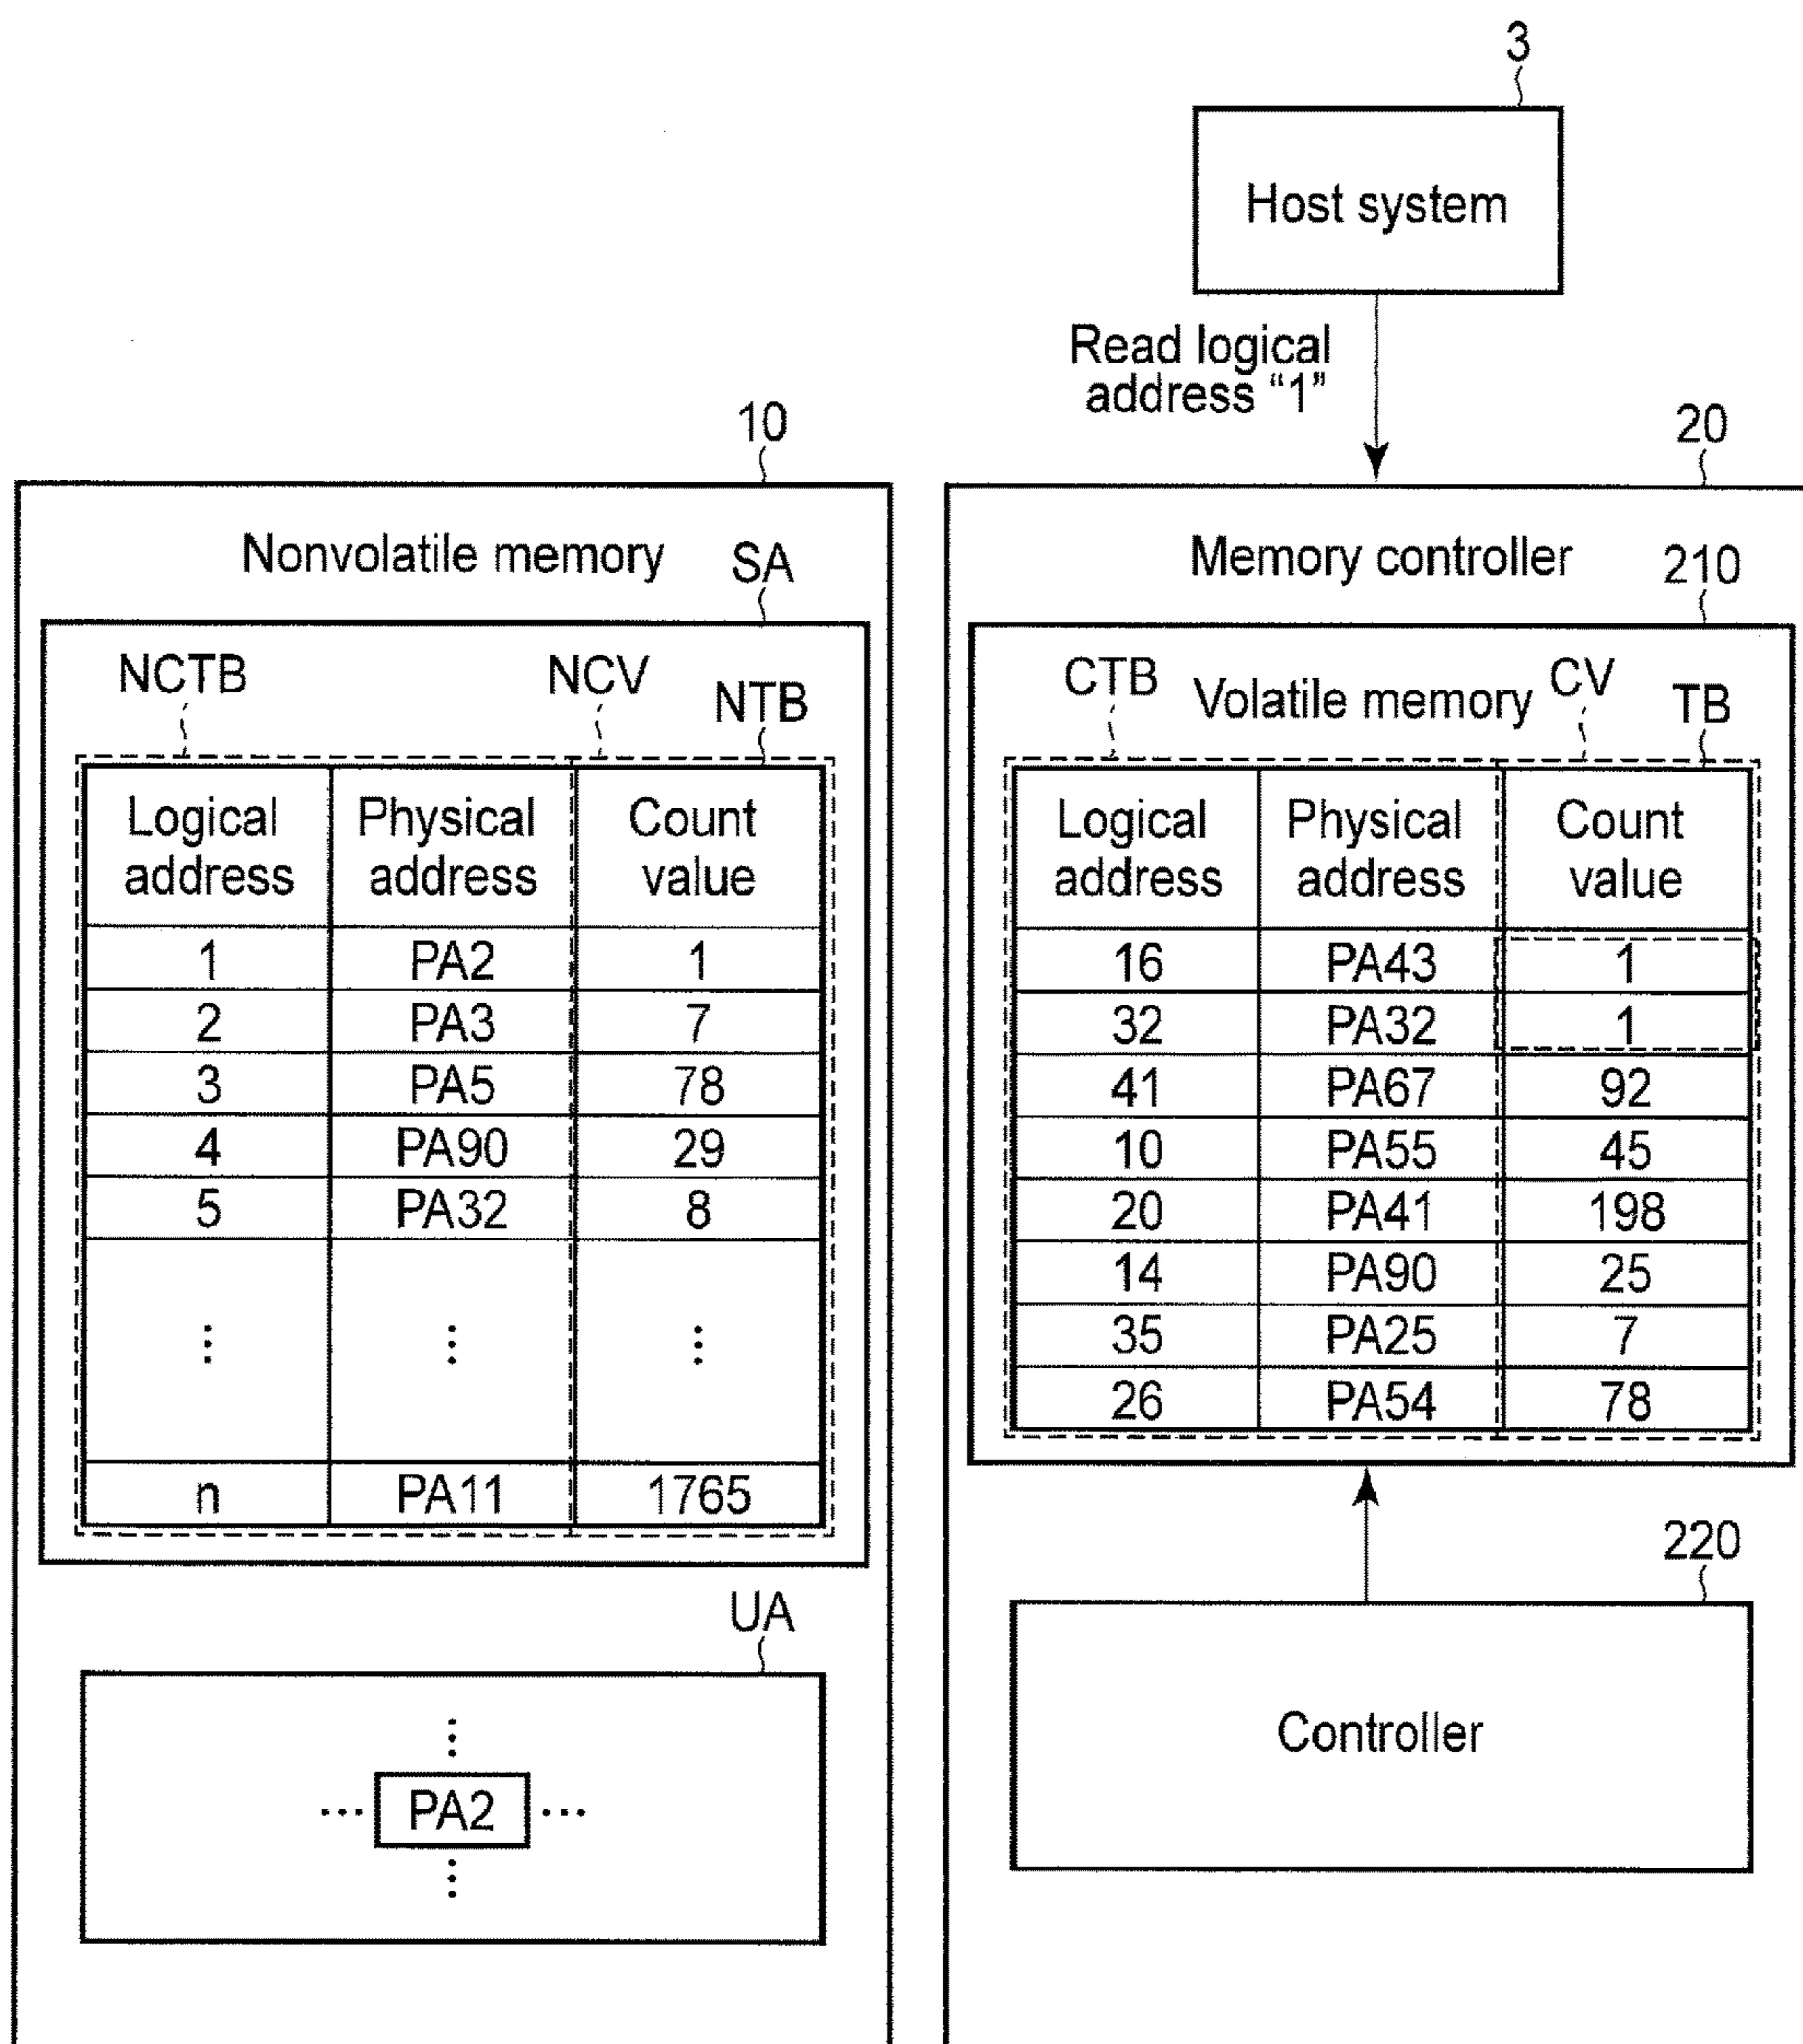 3
Host system
Read logical
address “1”
10
Nonvolatile memory
SA
NCTB
NCV
NTB
Logical address
Physical address
Count value
1 PA2 1
2 PA3 7
3 PA5 78
4 PA90 29
5 PA32 8
⋮ ⋮ ⋮
n PA11 1765
UA
⋮
... PA2 ...
⋮
20
Memory controller
210
CTB
Volatile memory
CV
TB
Logical address
Physical address
Count value
16 PA43 1
32 PA32 1
41 PA67 92
10 PA55 45
20 PA41 198
14 PA90 25
35 PA25 7
26 PA54 78
220
Controller